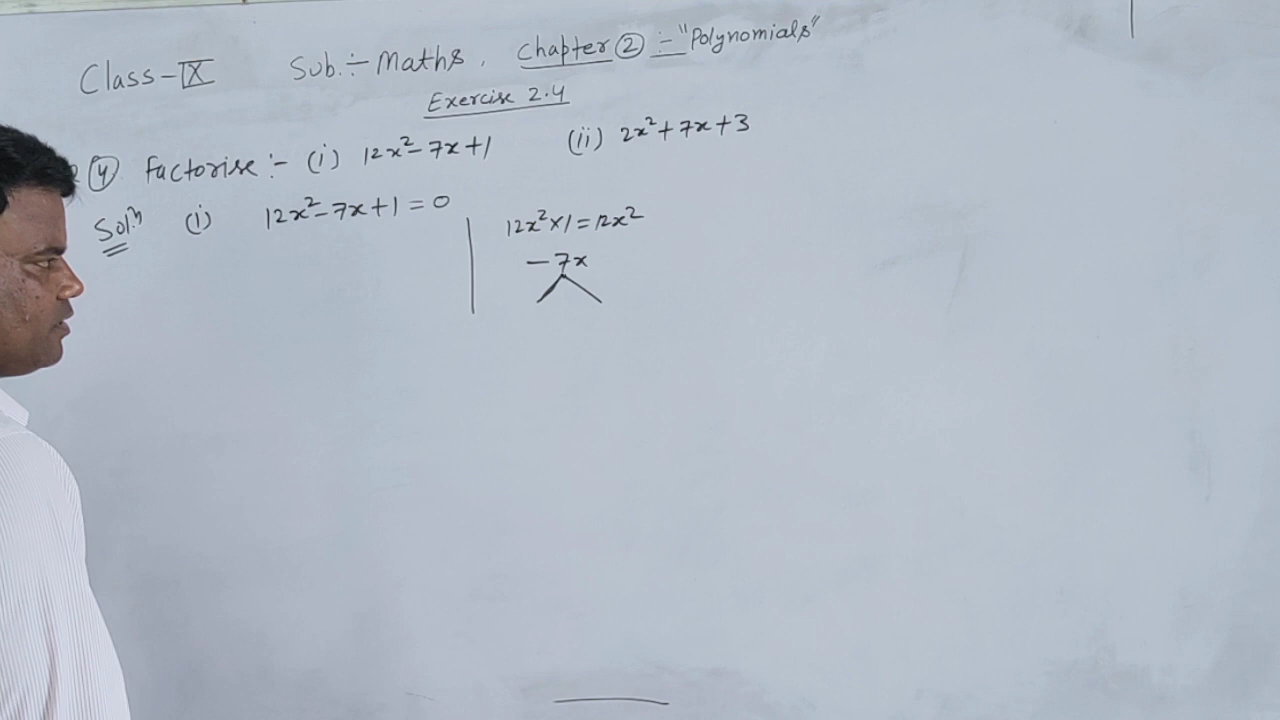 Class-IX Sub.:- Maths, Chapter ② :- "Polynomials"
Exercise 2.4
④ Factorise :- (i) 12x²-7x+1 (ii) 2x²+7x+3
Solⁿ (i) 12x²-7x+1=0
12x²×1=12x²
-7x